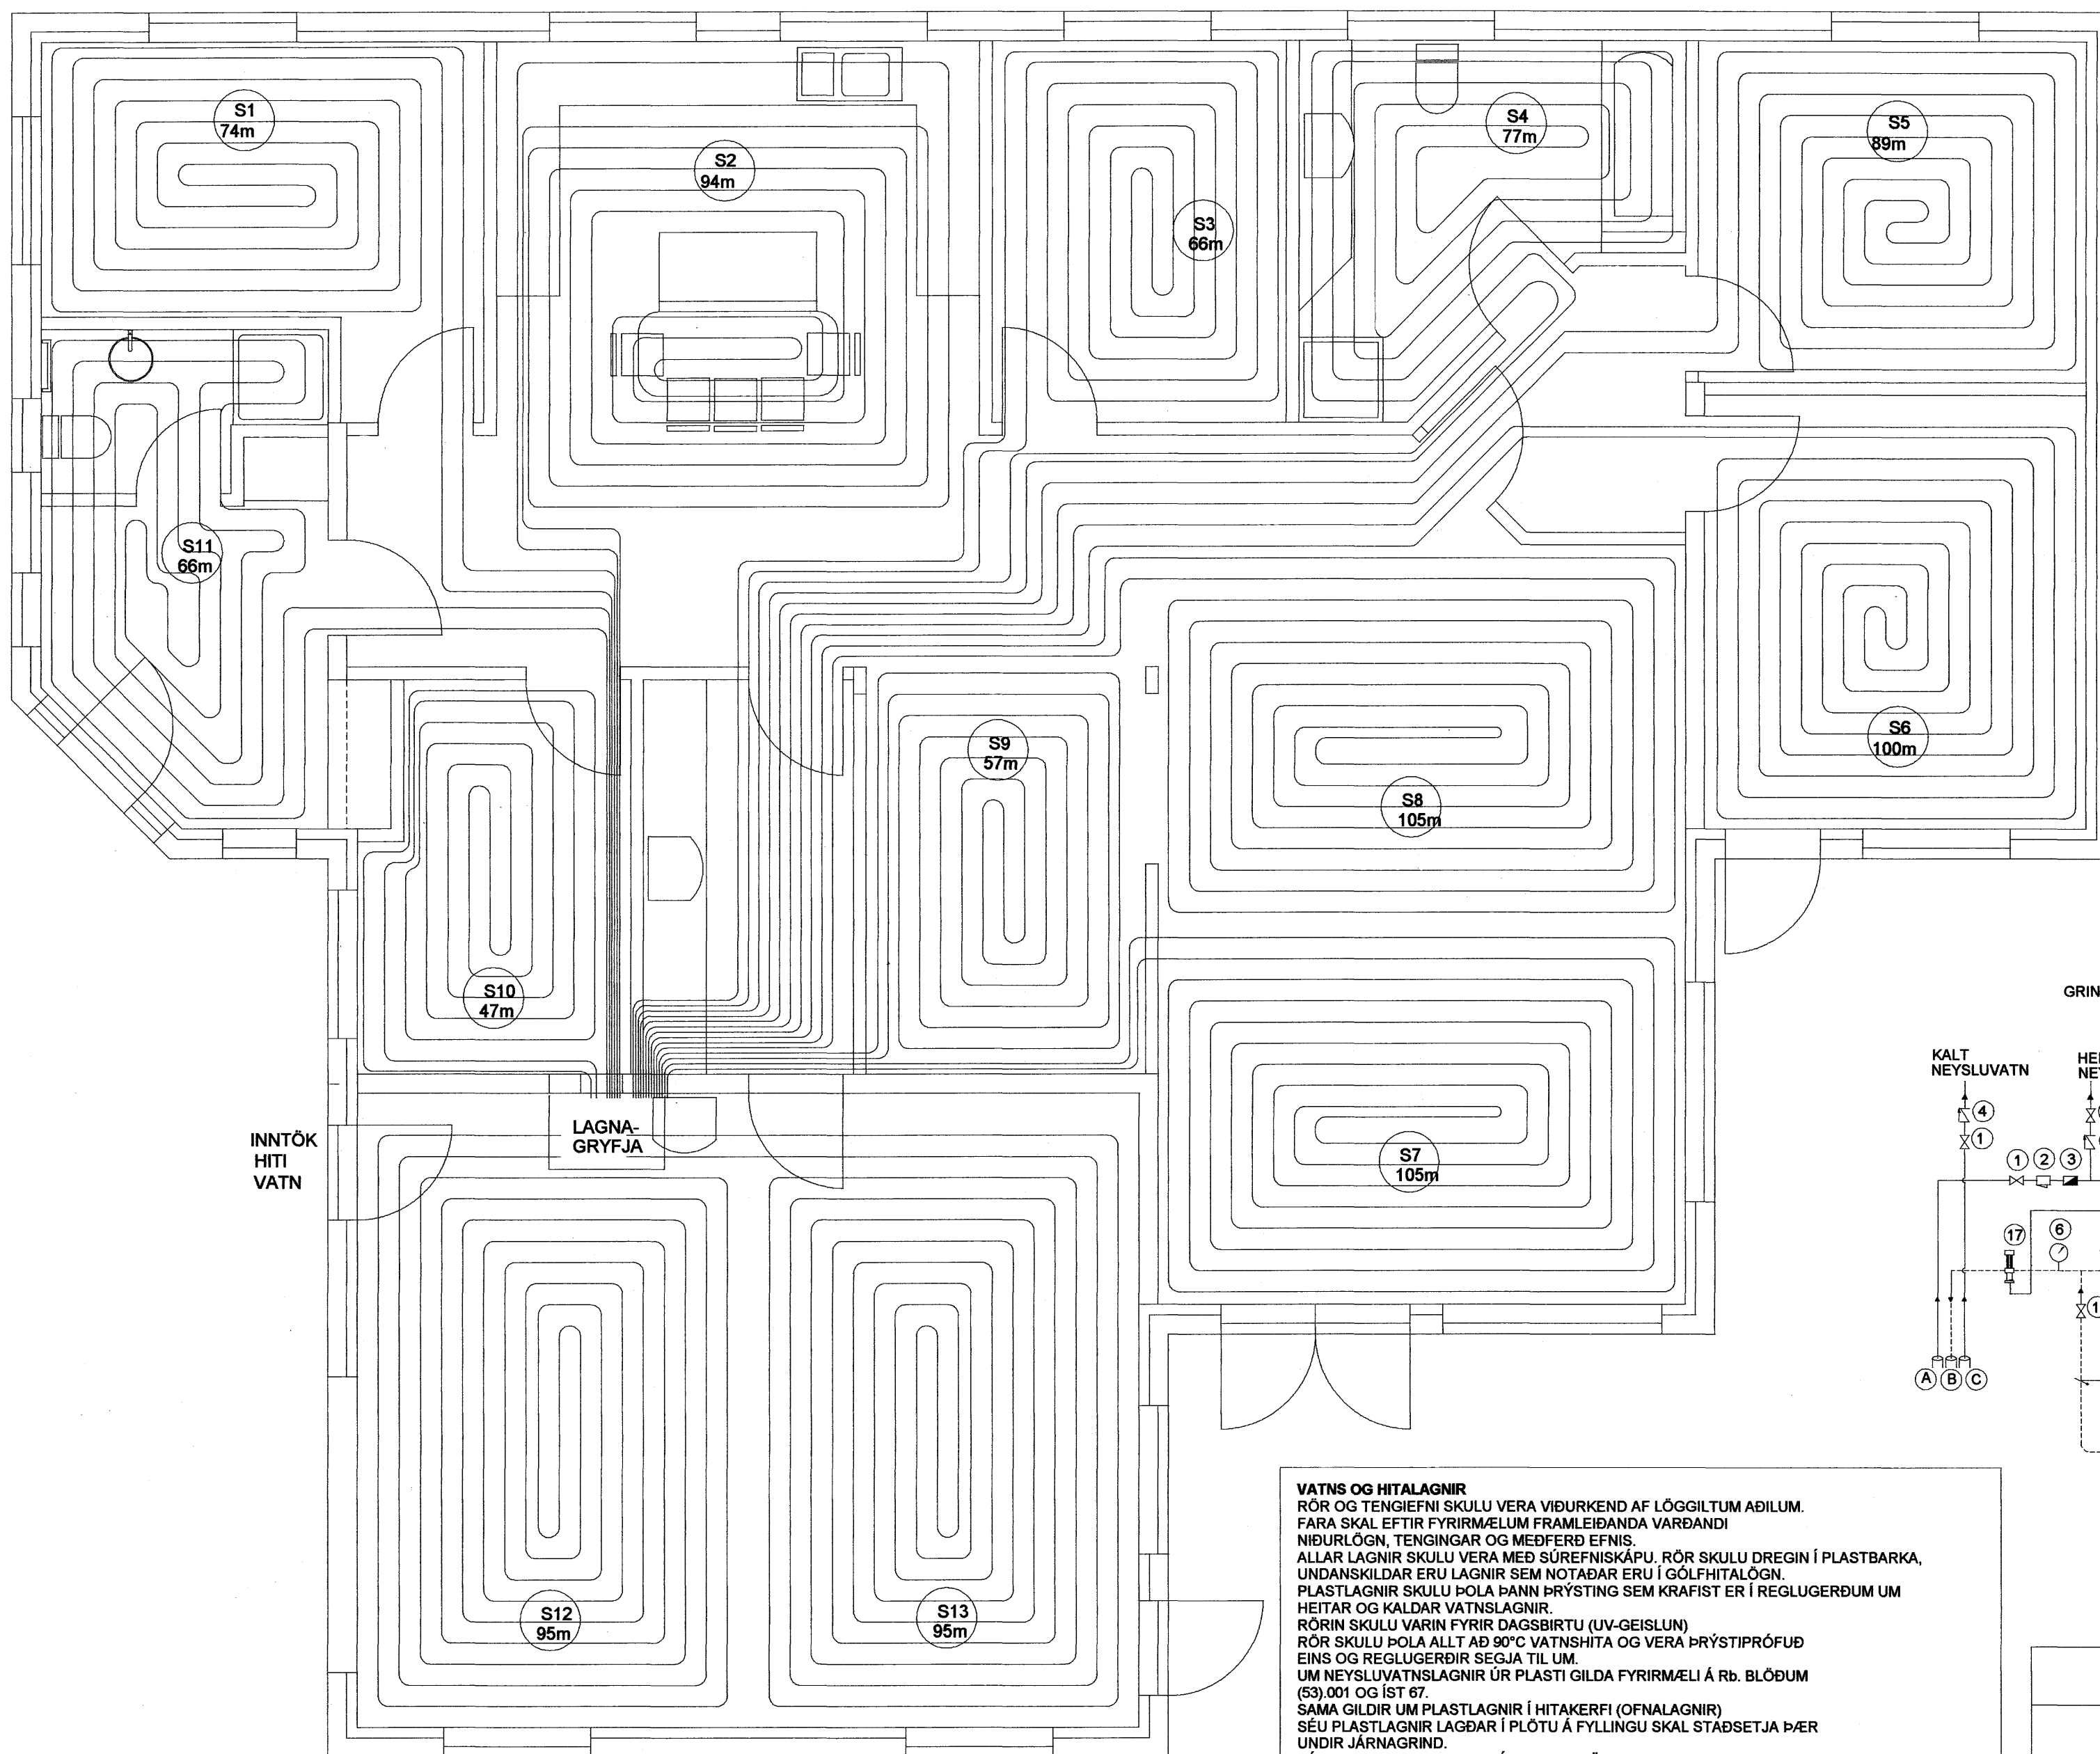 S1
74m
S2
94m
S3
66m
S4
77m
S5
89m
S11
66m
S9
57m
S8
105m
S6
100m
S10
47m
S7
105m
LAGNA-
GRYFJA
INNTÖK
HITI
VATN
S12
95m
S13
95m
KALT
NEYSLUVATN
4
1
1
2
3
17
6
A
B
C
VATNS OG HITALAGNIR
RÖR OG TENGIEFNI SKULU VERA VIÐURKEND AF LÖGGILTUM AÐILUM.
FARA SKAL EFTIR FYRIRMÆLUM FRAMLEIÐANDA VARÐANDI
NIÐURLÖGN, TENGINGAR OG MEÐFERÐ EFNIS.
ALLAR LAGNIR SKULU VERA MEÐ SÚREFNISKÁPU. RÖR SKULU DREGIN Í PLASTBARKA,
UNDANSKILDAR ERU LAGNIR SEM NOTAÐAR ERU Í GÓLFHITALÖGN.
PLASTLAGNIR SKULU ÞOLA ÞANN ÞRÝSTING SEM KRAFIST ER Í REGLUGERÐUM UM
HEITAR OG KALDAR VATNSLAGNIR.
RÖRIN SKULU VARIN FYRIR DAGSBIRTU (UV-GEISLUN)
RÖR SKULU ÞOLA ALLT AÐ 90°C VATNSHITA OG VERA ÞRÝSTIPRÓFUÐ
EINS OG REGLUGERÐIR SEGJA TIL UM.
UM NEYSLUVATNSLAGNIR ÚR PLASTI GILDA FYRIRMÆLI Á Rb. BLÖÐUM
(53).001 OG ÍST 67.
SAMA GILDIR UM PLASTLAGNIR Í HITAKERFI (OFNALAGNIR)
SÉU PLASTLAGNIR LAGÐAR Í PLÖTU Á FYLLINGU SKAL STAÐSETJA ÞÆR
UNDIR JÁRNAGRIND.